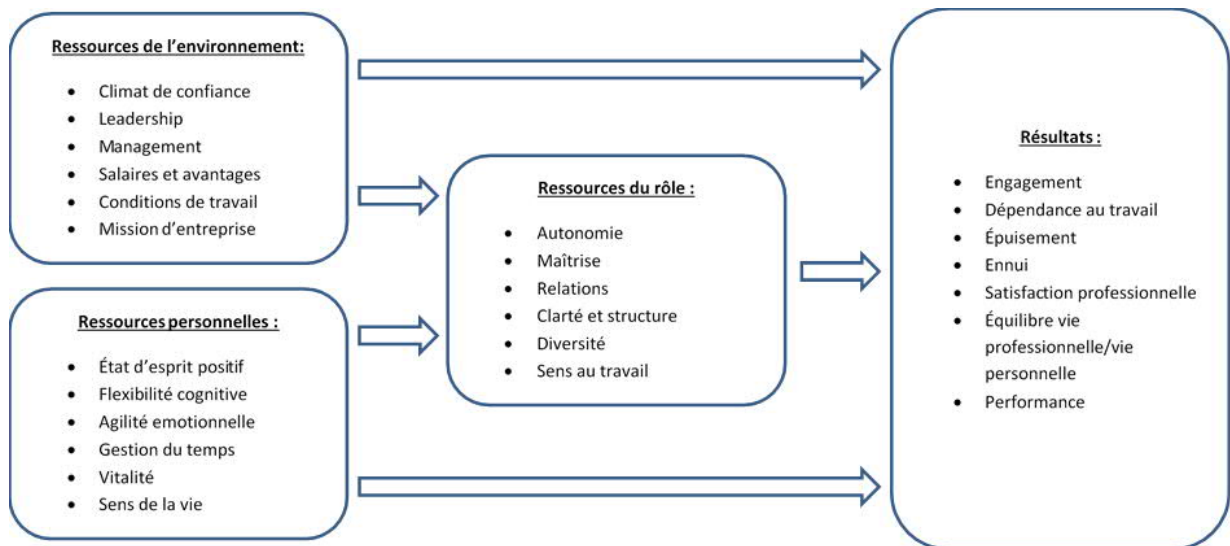 Ressources de l'environnement:
• Climat de confiance
• Leadership
• Management
• Salaires et avantages
• Conditions de travail
• Mission d'entreprise
Ressources personnelles :
• État d'esprit positif
• Flexibilité cognitive
• Agilité emotionnelle
• Gestion du temps
• Vitalité
• Sens de la vie
Ressources du rôle :
• Autonomie
• Maîtrise
• Relations
• Clarté et structure
• Diversité
• Sens au travail
Résultats :
• Engagement
• Dépendance au travail
• Épuisement
• Ennui
• Satisfaction professionnelle
• Équilibre vie
professionnelle/vie
personnelle
• Performance